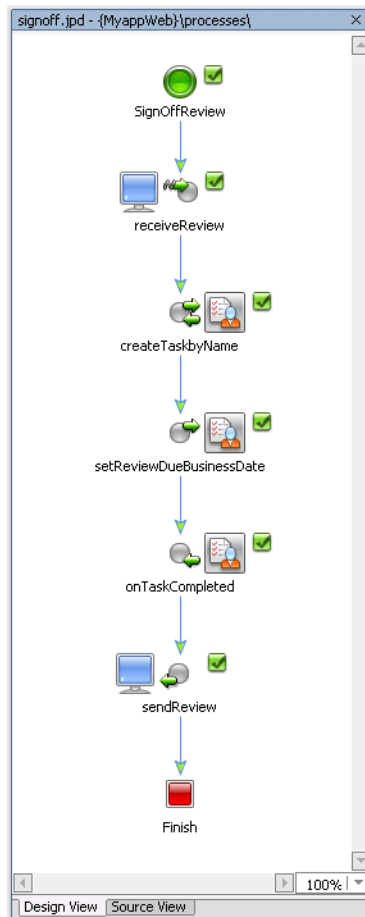 signoff.jpd - {MyappWeb}\processes\
SignOffReview
receiveReview
createTaskbyName
setReviewDueBusinessDate
onTaskCompleted
sendReview
Finish
100%
Design View Source View